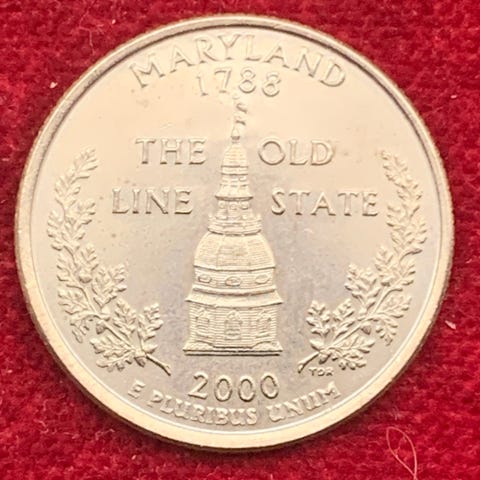 MARYLAND
1788
THE OLD
LINE STATE
TDR
2000
E PLURIBUS UNUM